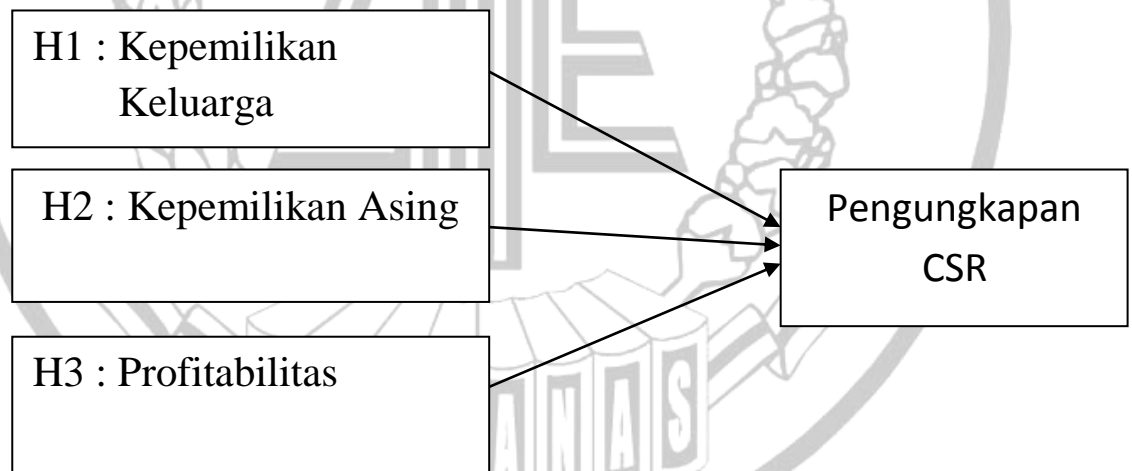 H1 : Kepemilikan
Keluarga
H2 : Kepemilikan Asing
Pengungkapan
CSR
H3 : Profitabilitas